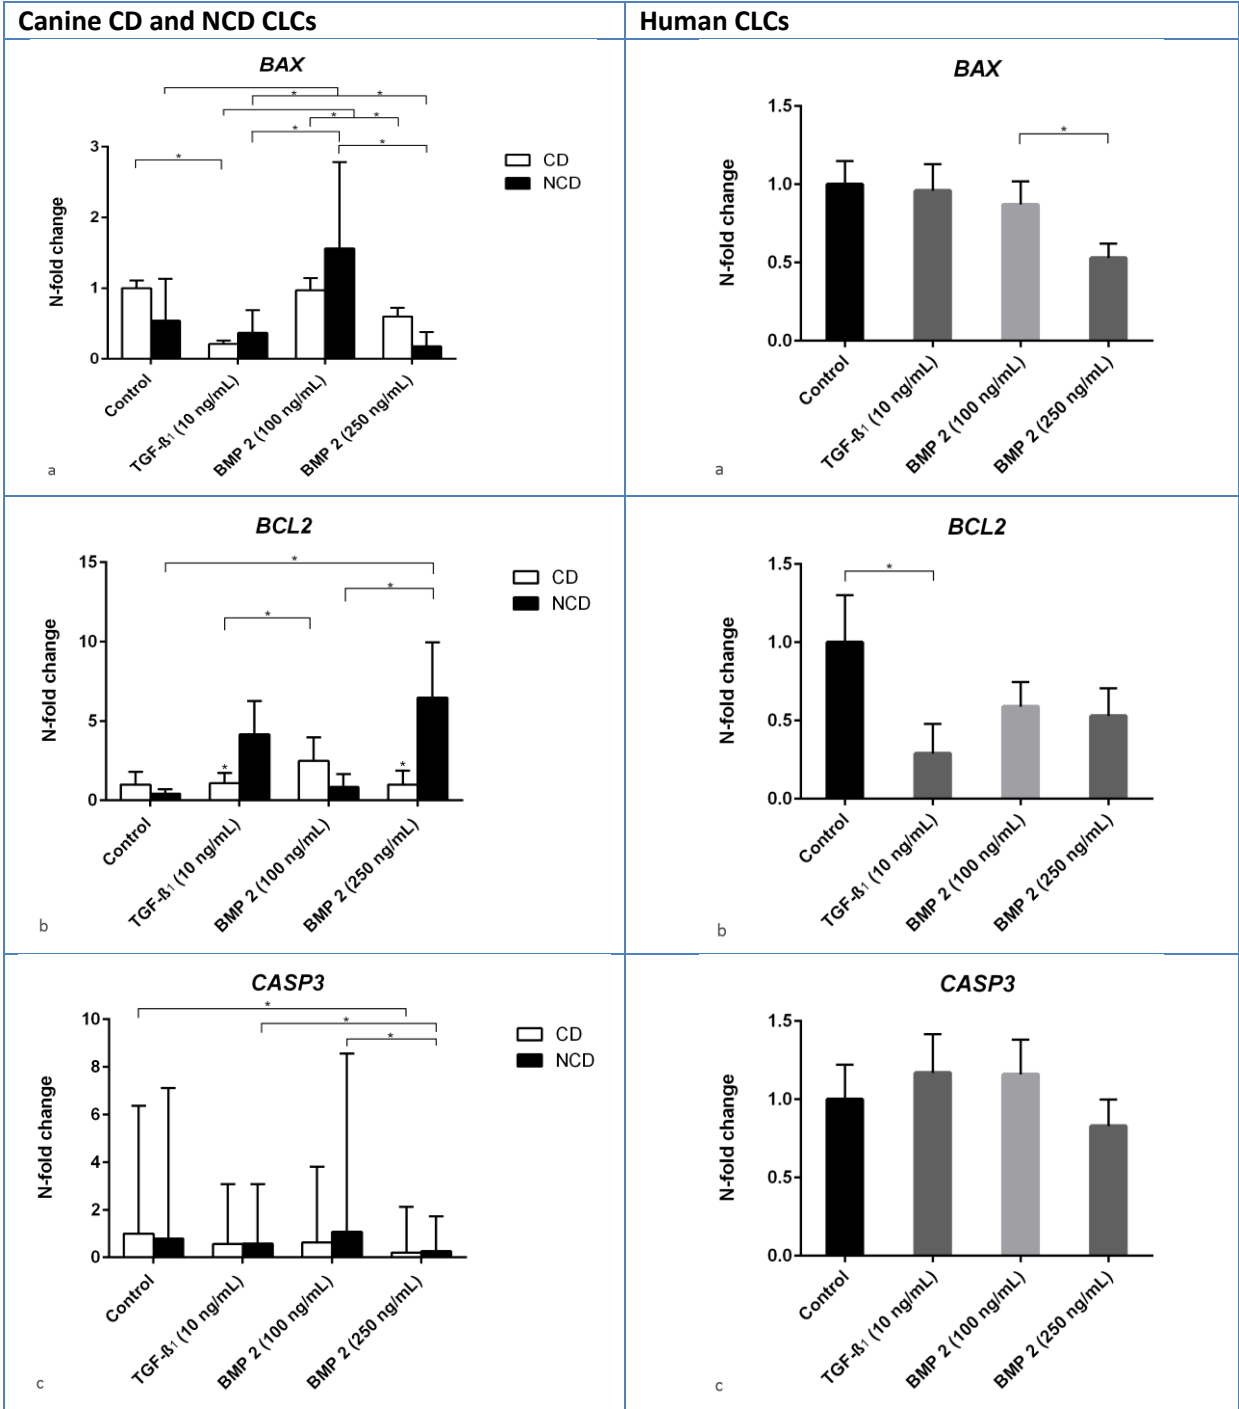 Canine CD and NCD CLCs
Human CLCs
BAX
* *
* *
*
*
*
3
2
1
0
N-fold change
CD
NCD
Control
TGF-ß1 (10 ng/mL)
BMP 2 (100 ng/mL)
BMP 2 (250 ng/mL)
a
BAX
*
1.5
1.0
0.5
0.0
N-fold change
Control
TGF-ß1 (10 ng/mL)
BMP 2 (100 ng/mL)
BMP 2 (250 ng/mL)
a
BCL2
*
*
*
* *
15
10
5
0
N-fold change
CD
NCD
Control
TGF-ß1 (10 ng/mL)
BMP 2 (100 ng/mL)
BMP 2 (250 ng/mL)
b
BCL2
*
1.5
1.0
0.5
0.0
N-fold change
Control
TGF-ß1 (10 ng/mL)
BMP 2 (100 ng/mL)
BMP 2 (250 ng/mL)
b
CASP3
*
*
*
10
8
6
4
2
0
N-fold change
CD
NCD
Control
TGF-ß1 (10 ng/mL)
BMP 2 (100 ng/mL)
BMP 2 (250 ng/mL)
c
CASP3
1.5
1.0
0.5
0.0
N-fold change
Control
TGF-ß1 (10 ng/mL)
BMP 2 (100 ng/mL)
BMP 2 (250 ng/mL)
c